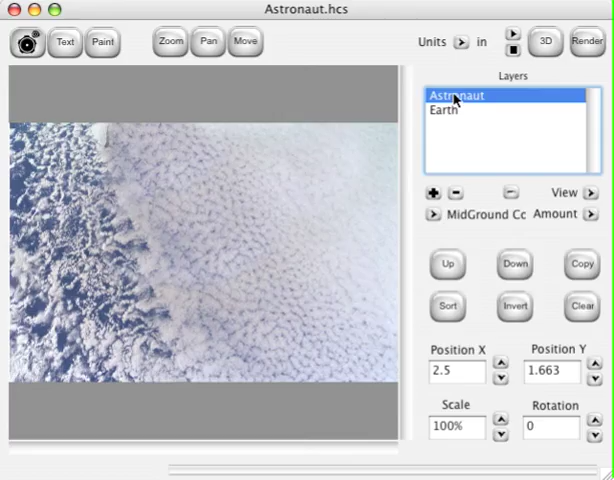 Astronaut.hcs
Text Paint Zoom Pan Move Units in 3D Render
Layers
Astronaut
Earth
View
MidGround Cc Amount
Up Down Copy
Sort Invert Clear
Position X Position Y
2.5 1.663
Scale Rotation
100% 0